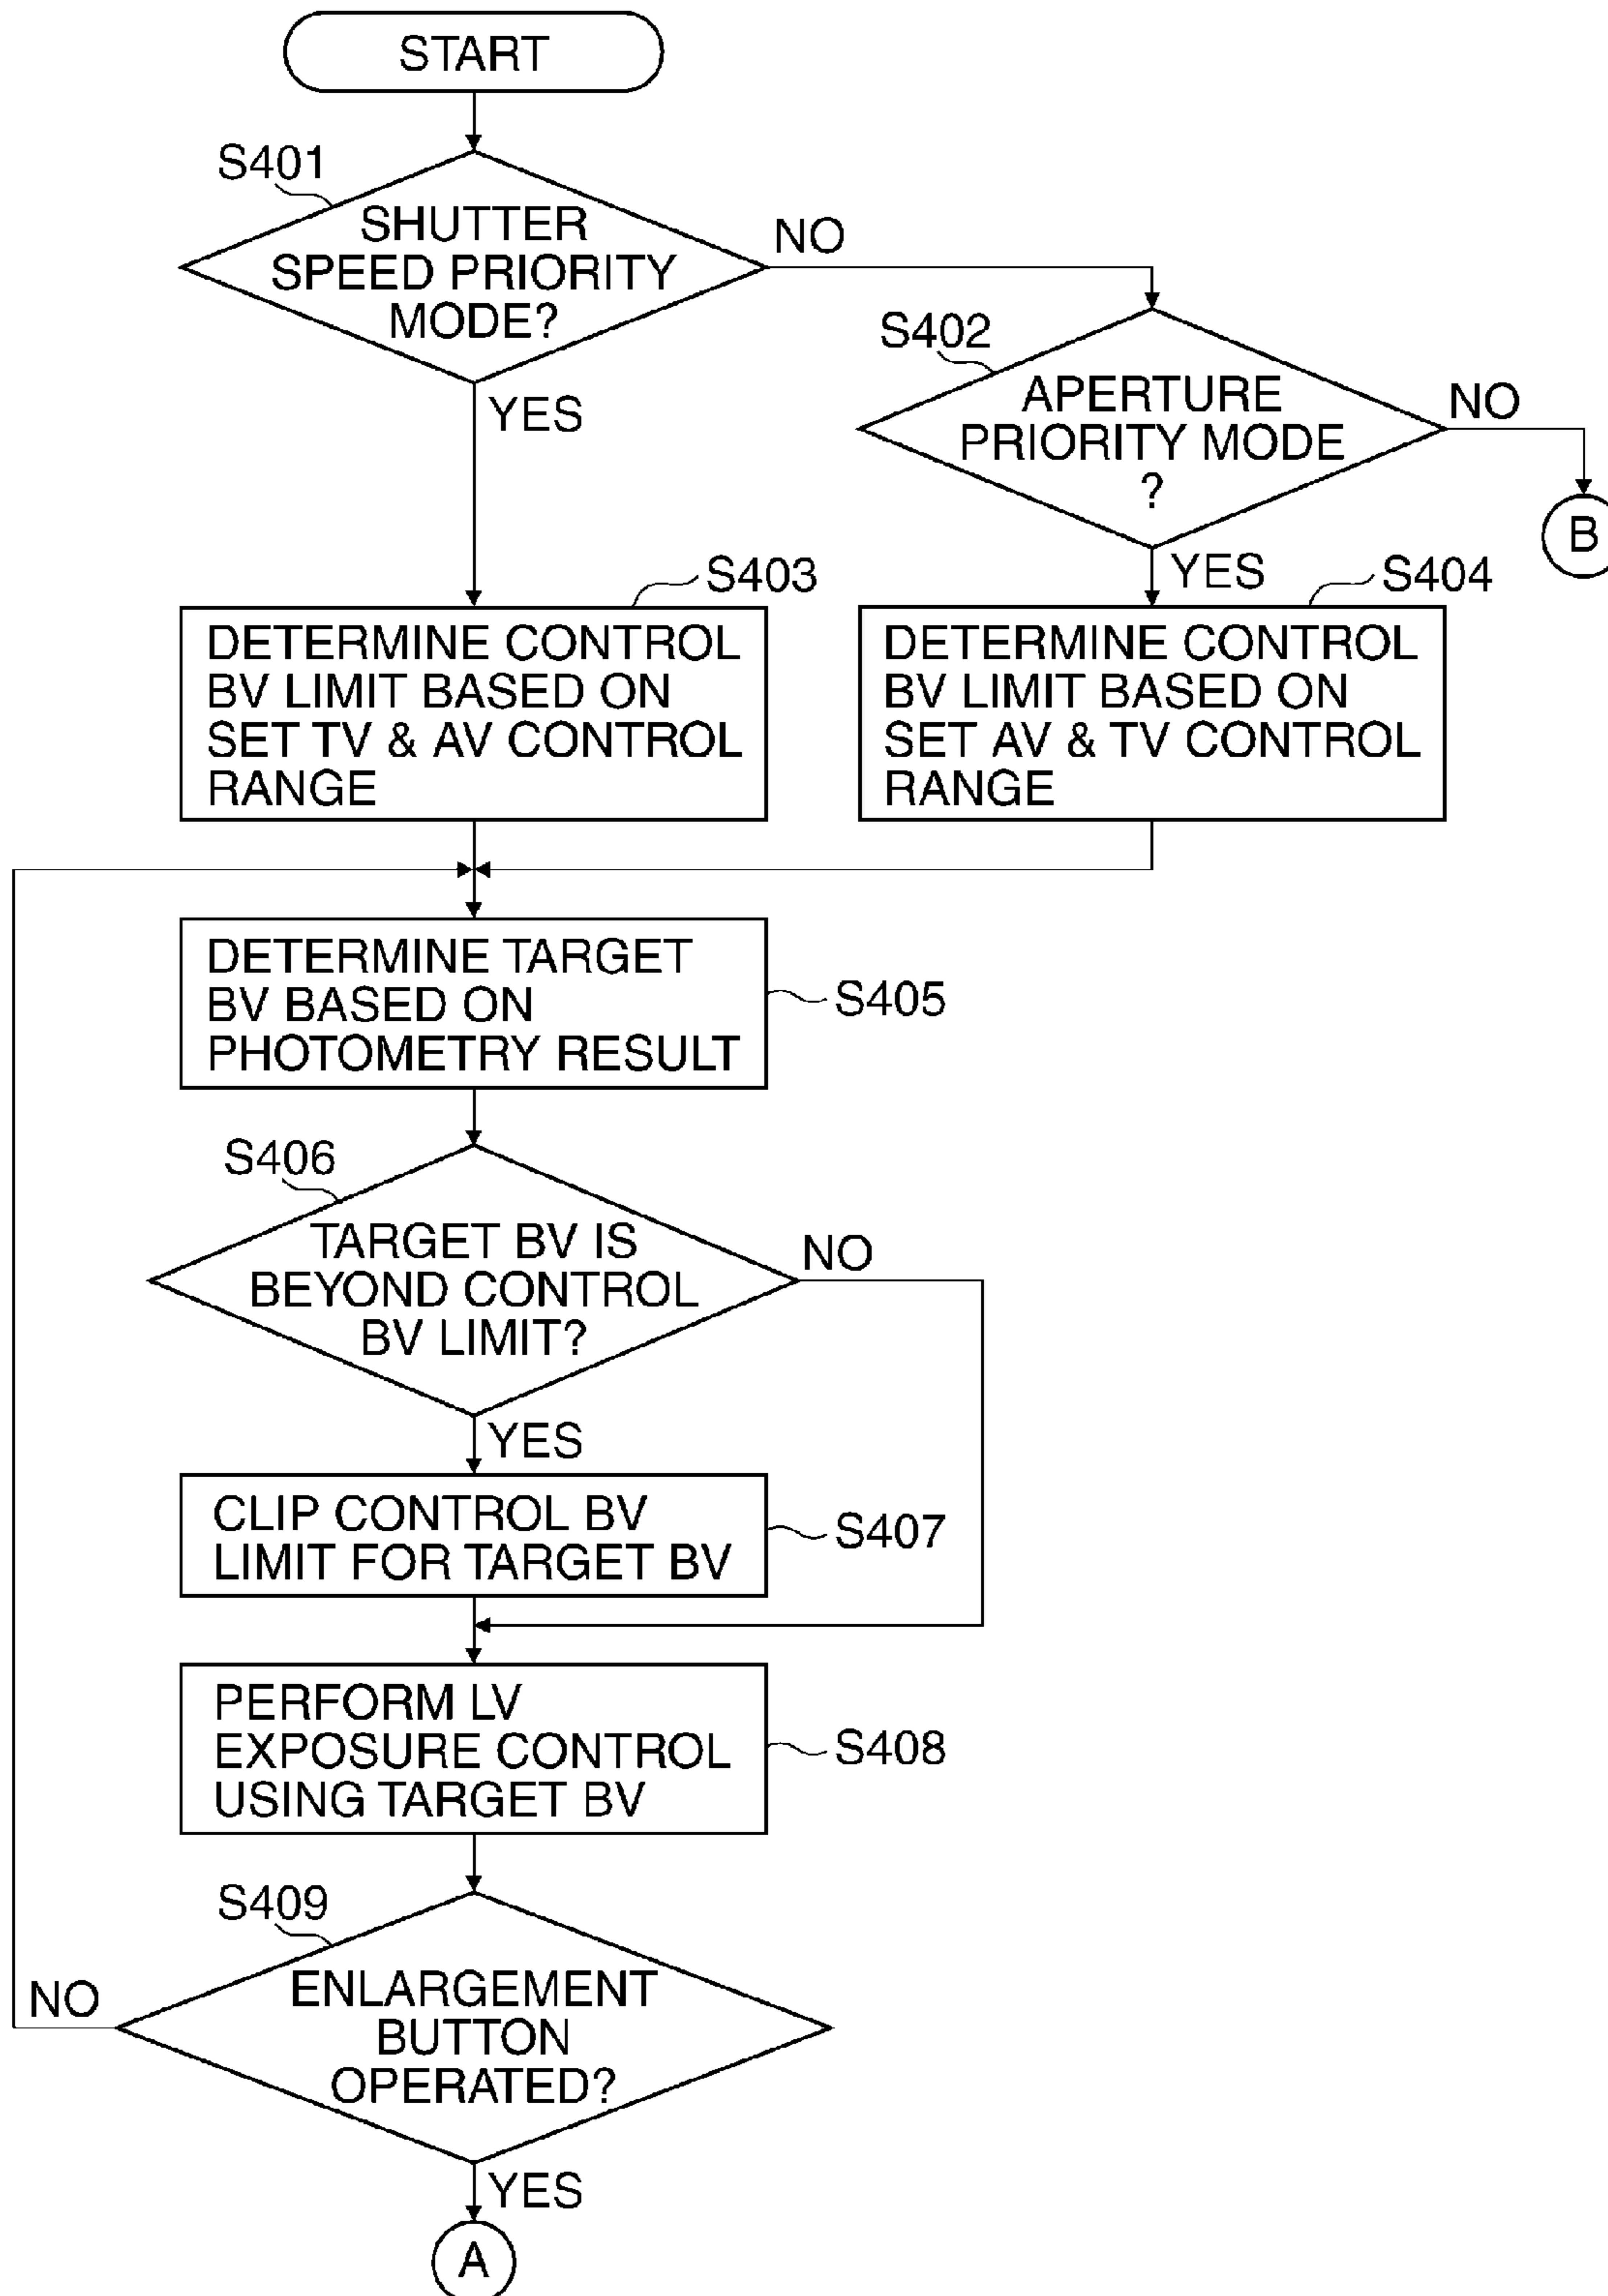 START
S401
SHUTTER
SPEED PRIORITY
MODE?
NO
YES
S402
APERTURE
PRIORITY MODE
?
NO
B
YES
S403
DETERMINE CONTROL
BV LIMIT BASED ON
SET TV & AV CONTROL
RANGE
S404
DETERMINE CONTROL
BV LIMIT BASED ON
SET AV & TV CONTROL
RANGE
DETERMINE TARGET
BV BASED ON
PHOTOMETRY RESULT
S405
S406
TARGET BV IS
BEYOND CONTROL
BV LIMIT?
NO
YES
CLIP CONTROL BV
LIMIT FOR TARGET BV
S407
PERFORM LV
EXPOSURE CONTROL
USING TARGET BV
S408
S409
ENLARGEMENT
BUTTON
OPERATED?
NO
YES
A